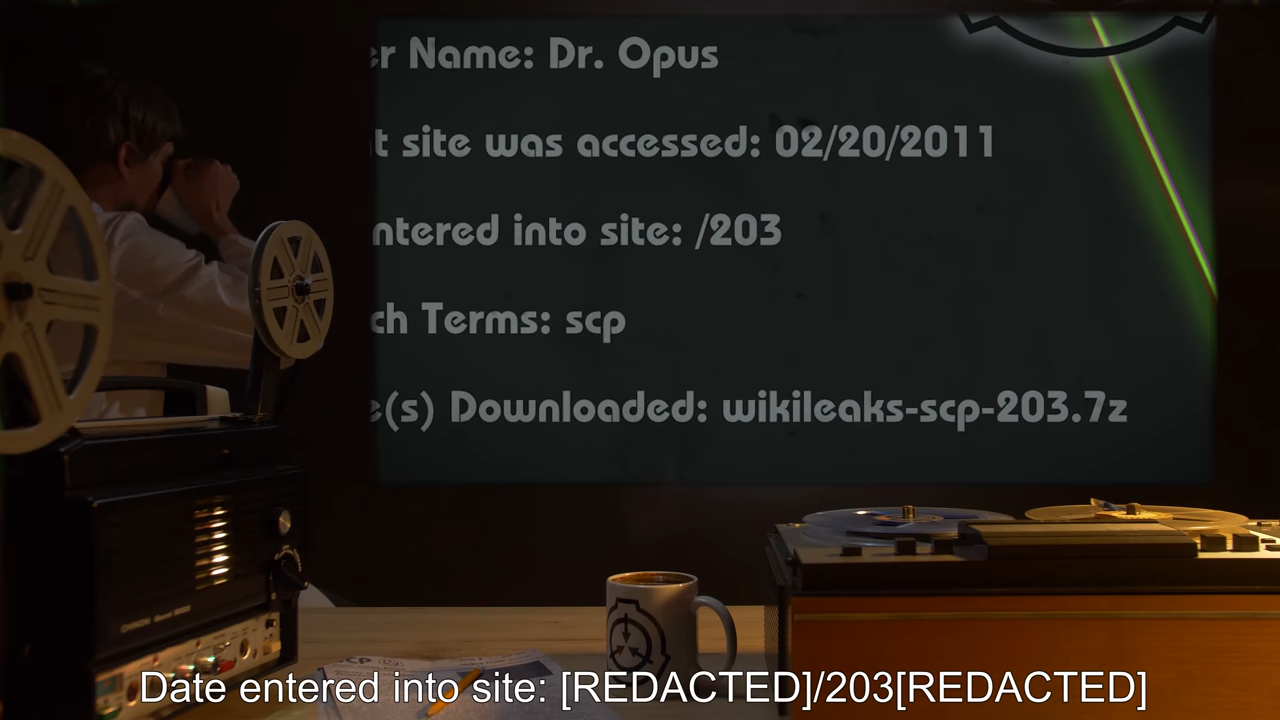 er Name: Dr. Opus
t site was accessed: 02/20/2011
ntered into site: /203
ch Terms: scp
e(s) Downloaded: wikileaks-scp-203.7z
Date entered into site: [REDACTED]/203[REDACTED]